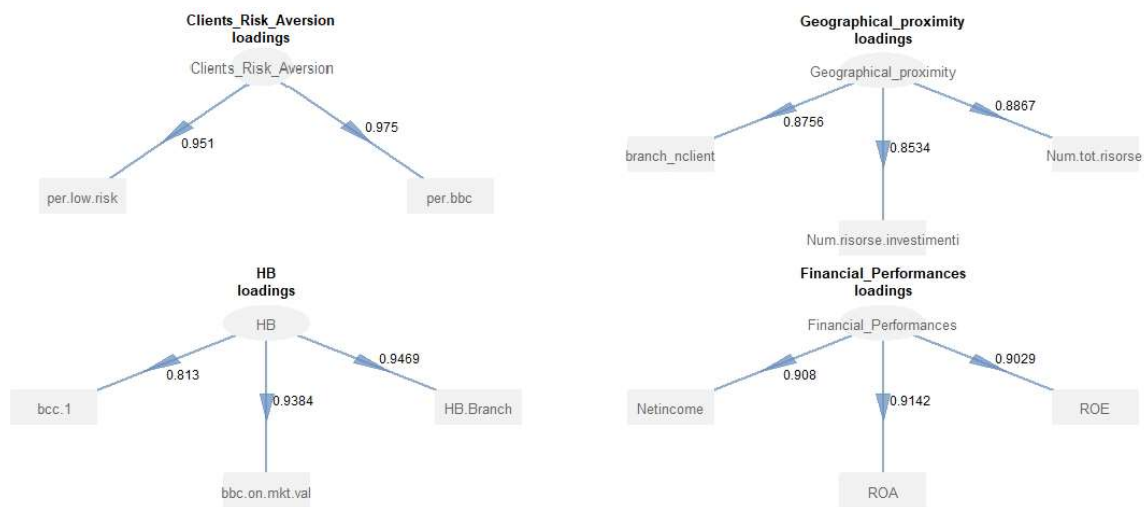 Clients_Risk_Aversion
loadings
Clients_Risk_Aversion
0.951
0.975
per.low.risk
per.bbc
Geographical_proximity
loadings
Geographical_proximity
0.8756
0.8534
0.8867
branch_nclient
Num.tot.risorse
Num.risorse.investimenti
HB
loadings
HB
0.813
0.9384
0.9469
bcc.1
HB.Branch
bbc.on.mkt.val
Financial_Performances
loadings
Financial_Performances
0.908
0.9142
0.9029
Netincome
ROE
ROA